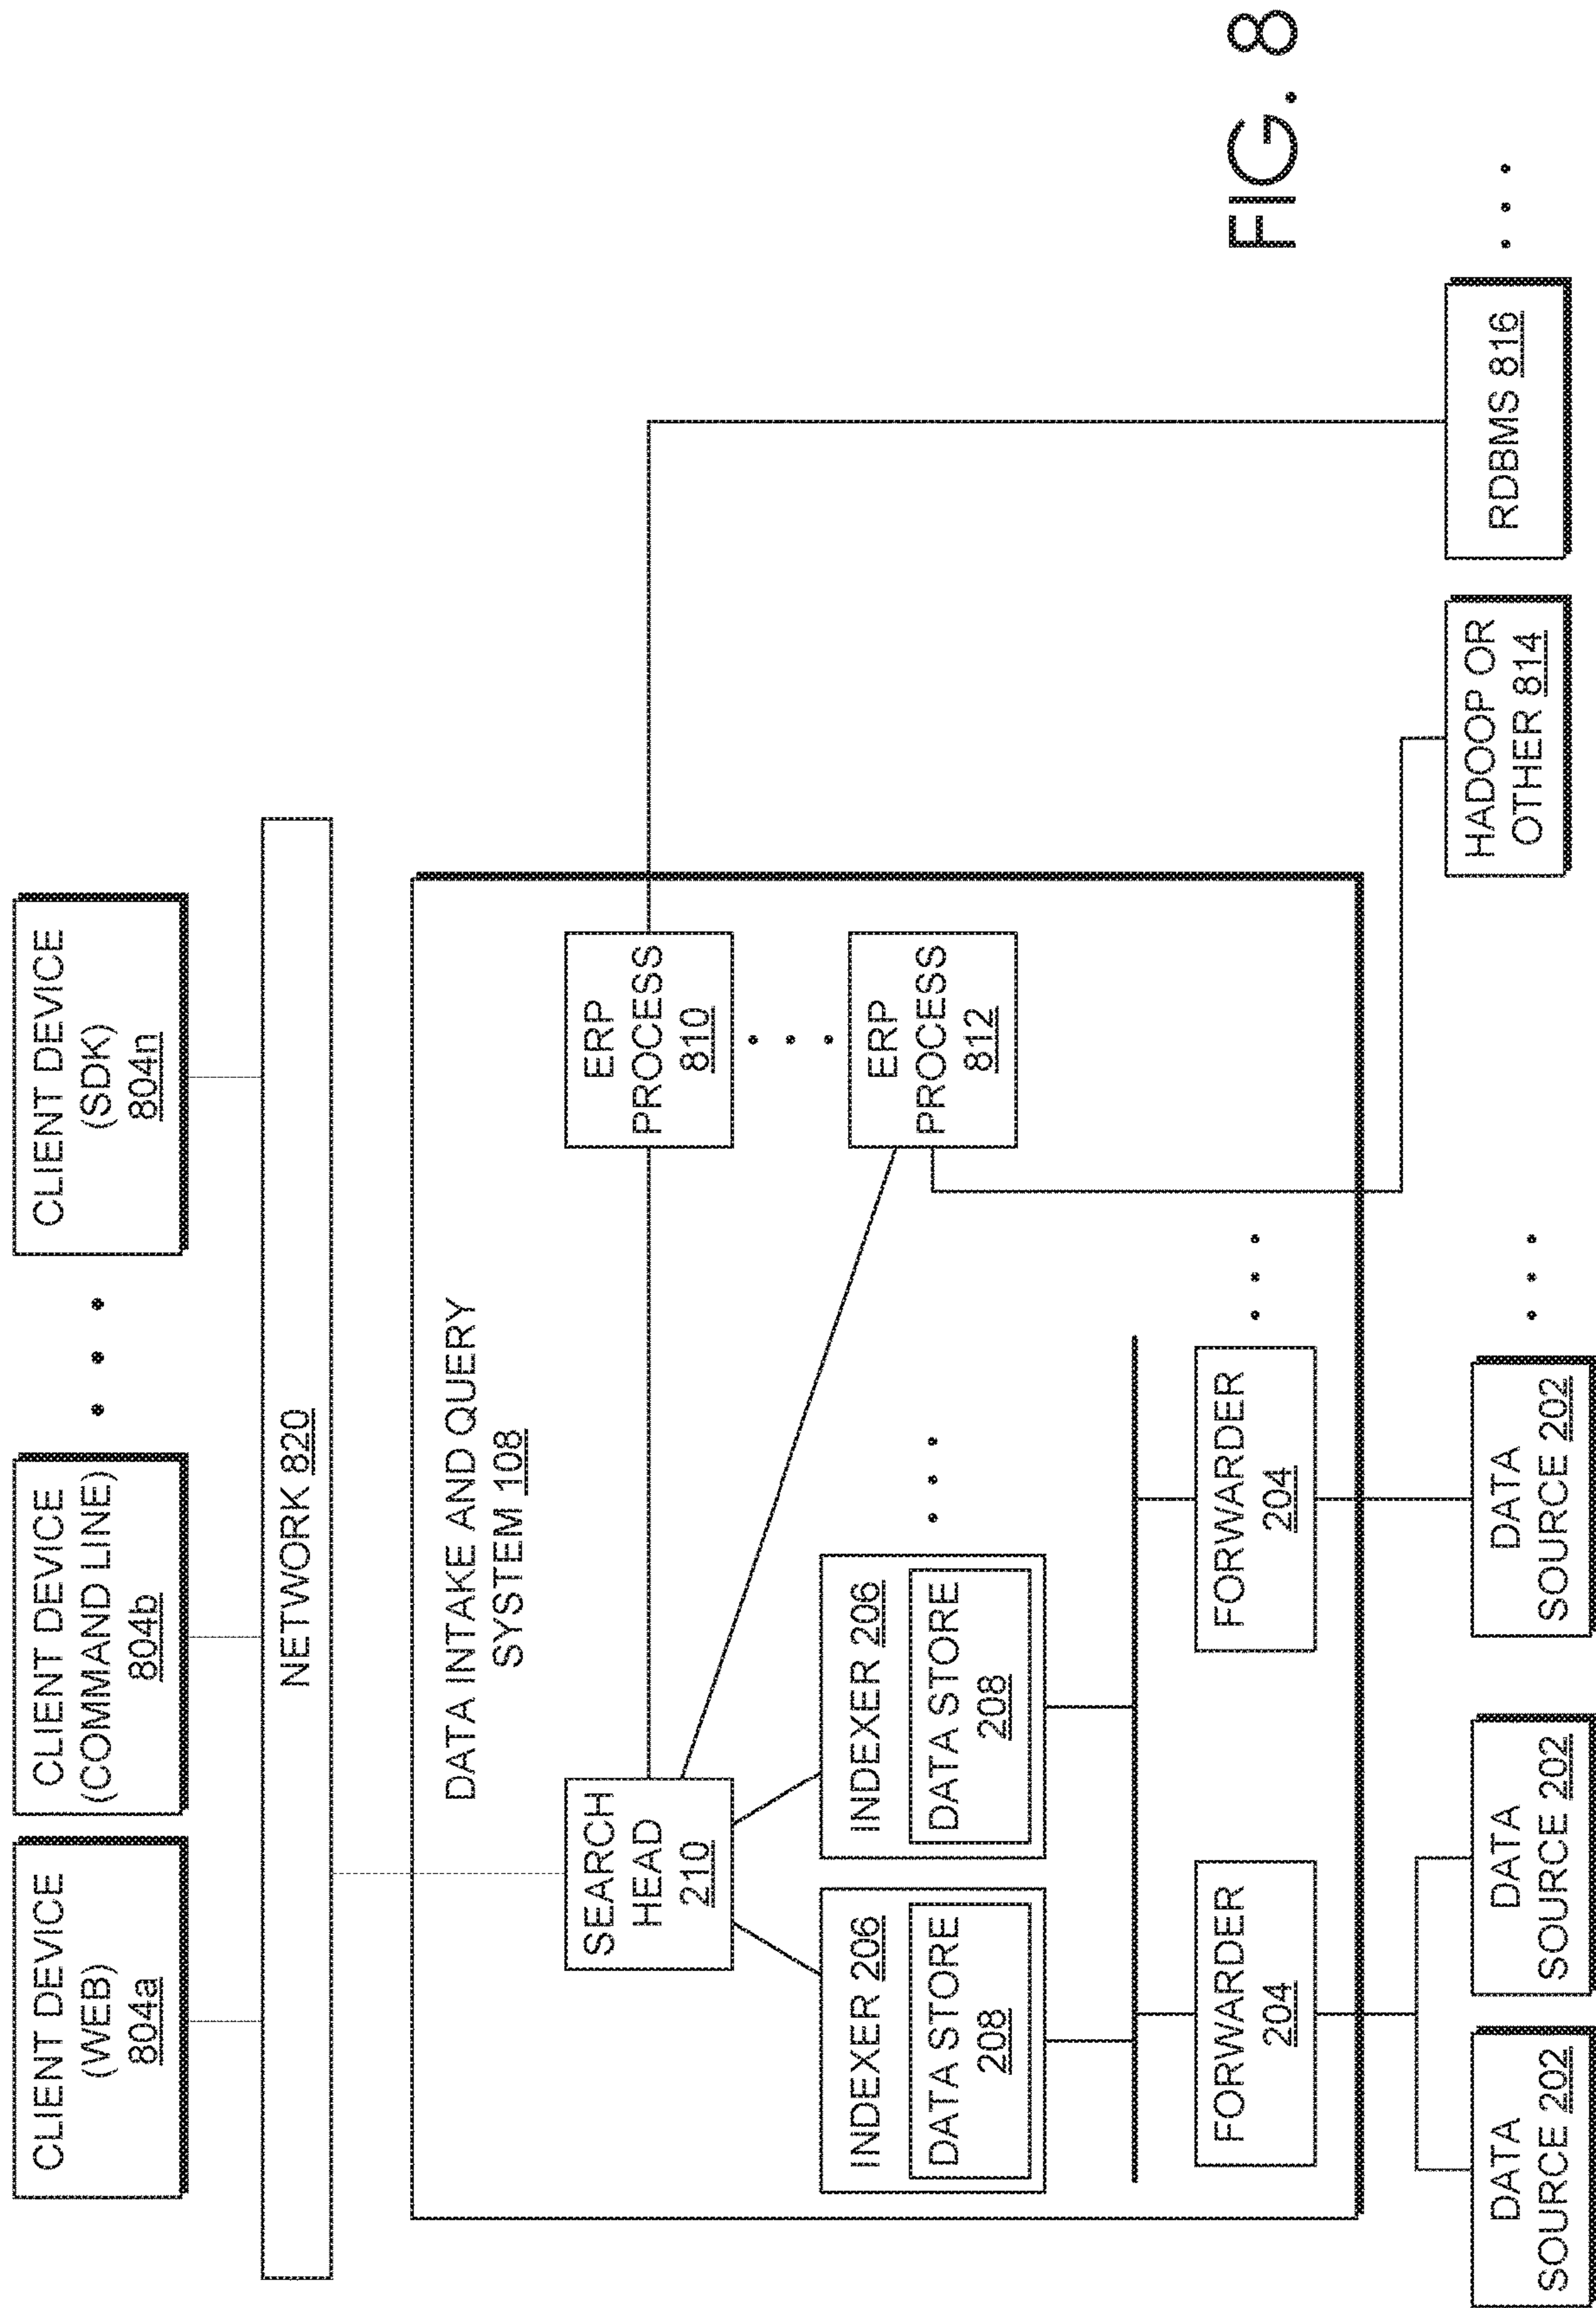 CLIENT DEVICE
(WEB)
804a
CLIENT DEVICE
(COMMAND LINE)
804b
CLIENT DEVICE
(SDK)
804n
NETWORK 820
DATA INTAKE AND QUERY
SYSTEM 108
SEARCH
HEAD
210
ERP
PROCESS
810
ERP
PROCESS
812
INDEXER 206
DATA STORE
208
INDEXER 206
DATA STORE
208
FORWARDER
204
FORWARDER
204
DATA
SOURCE 202
DATA
SOURCE 202
DATA
SOURCE 202
HADOOP OR
OTHER 814
RDBMS 816
FIG. 8